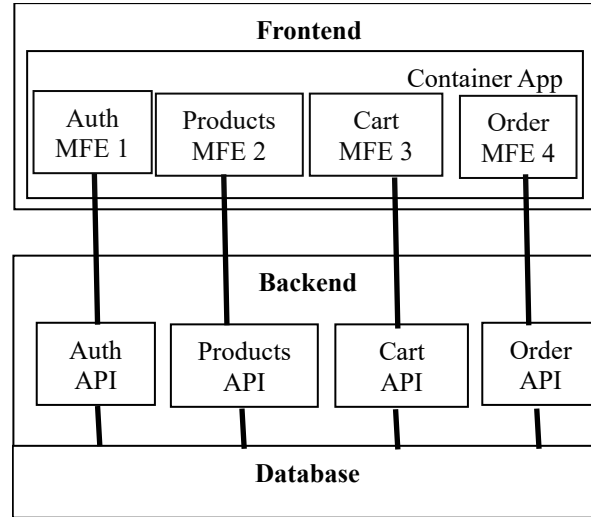 Frontend
Container App
Auth
MFE 1
Products
MFE 2
Cart
MFE 3
Order
MFE 4
Backend
Auth
API
Products
API
Cart
API
Order
API
Database